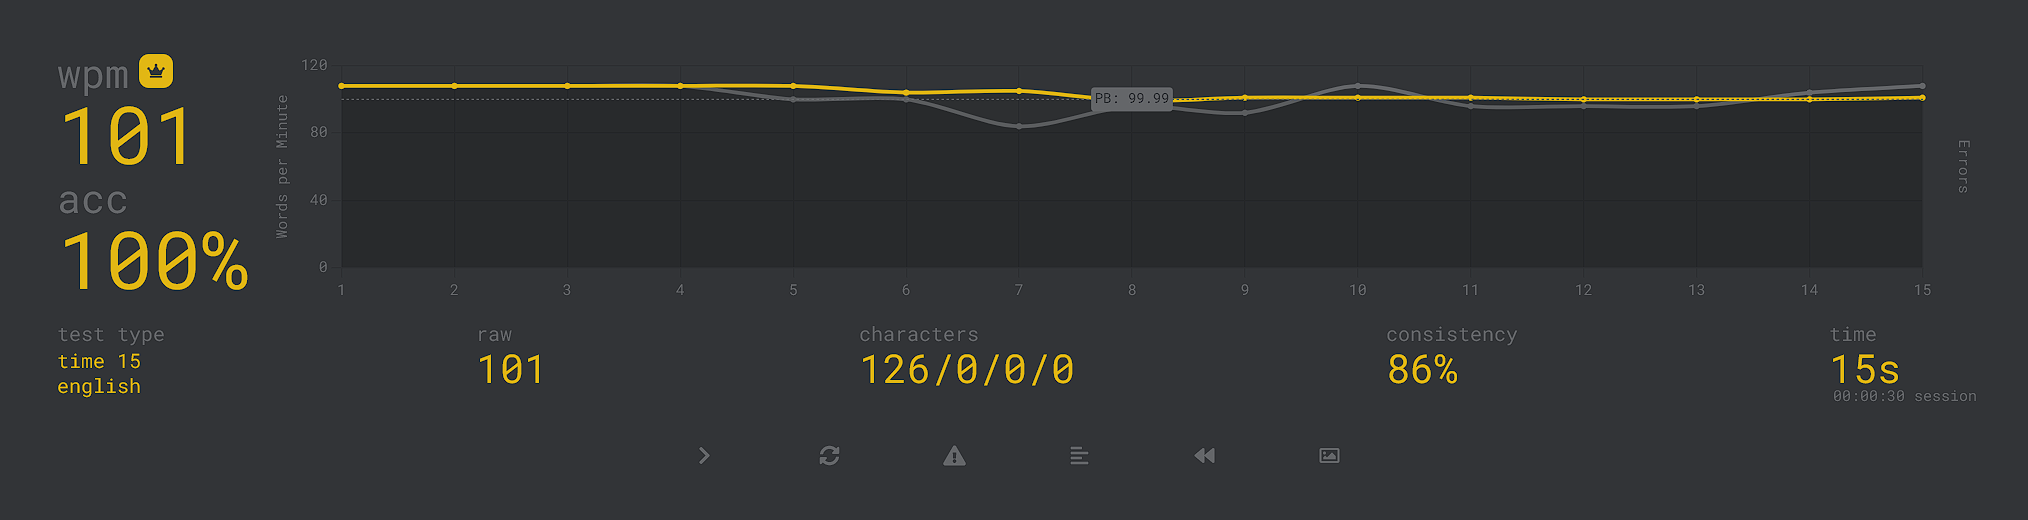 wpm
101
acc
100%
Words per Minute
120
80
40
0
PB: 99.99
1 2 3 4 5 6 7 8 9 10 11 12 13 14 15
Errors
test type
time 15
english
raw
101
characters
126/0/0/0
consistency
86%
time
15s
00:00:30 session